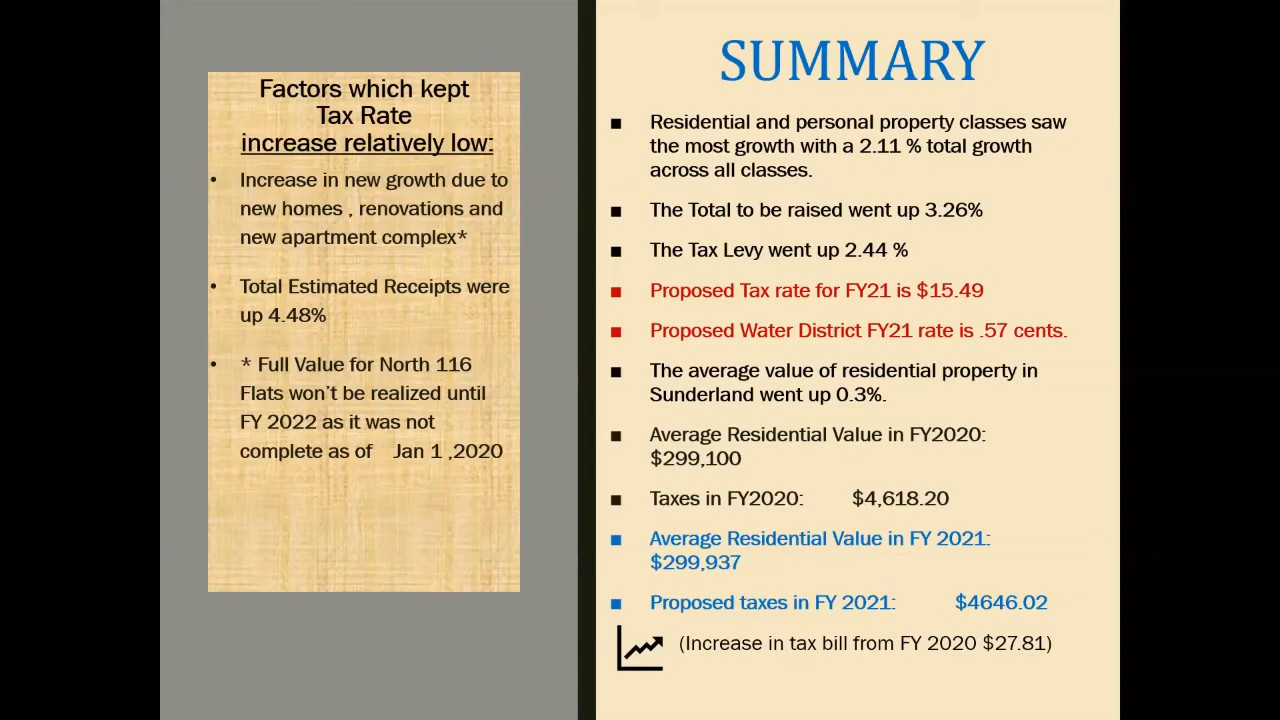 Factors which kept
Tax Rate
increase relatively low:
• Increase in new growth due to
new homes , renovations and
new apartment complex*
• Total Estimated Receipts were
up 4.48%
• * Full Value for North 116
Flats won’t be realized until
FY 2022 as it was not
complete as of Jan 1 ,2020
SUMMARY
■ Residential and personal property classes saw
the most growth with a 2.11 % total growth
across all classes.
■ The Total to be raised went up 3.26%
■ The Tax Levy went up 2.44 %
■ Proposed Tax rate for FY21 is $15.49
■ Proposed Water District FY21 rate is .57 cents.
■ The average value of residential property in
Sunderland went up 0.3%.
■ Average Residential Value in FY2020:
$299,100
■ Taxes in FY2020: $4,618.20
■ Average Residential Value in FY 2021:
$299,937
■ Proposed taxes in FY 2021: $4646.02
(Increase in tax bill from FY 2020 $27.81)